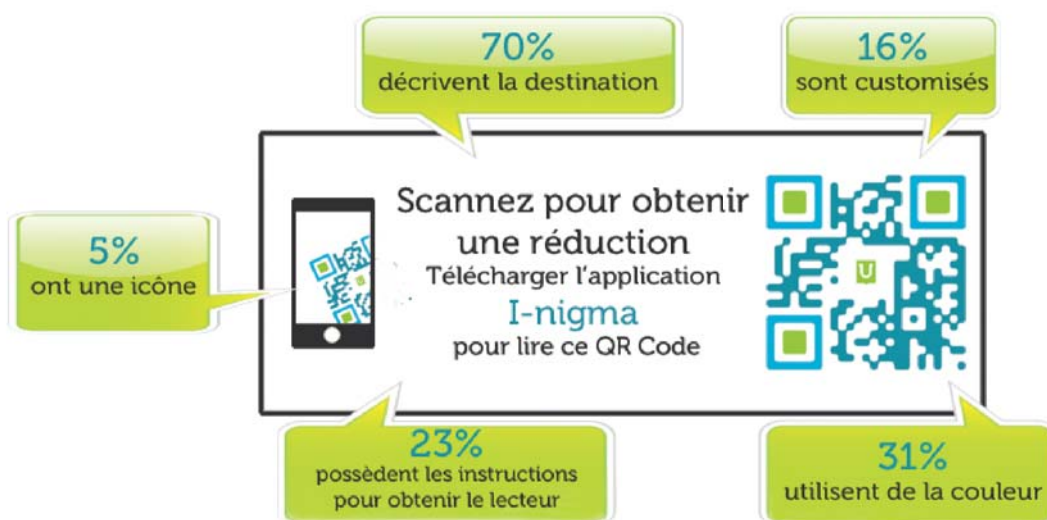 70%
décrivent la destination
16%
sont customisés
5%
ont une icône
Scannez pour obtenir
une réduction
Télécharger l'application
I-nigma
pour lire ce QR Code
U
23%
possèdent les instructions
pour obtenir le lecteur
31%
utilisent de la couleur